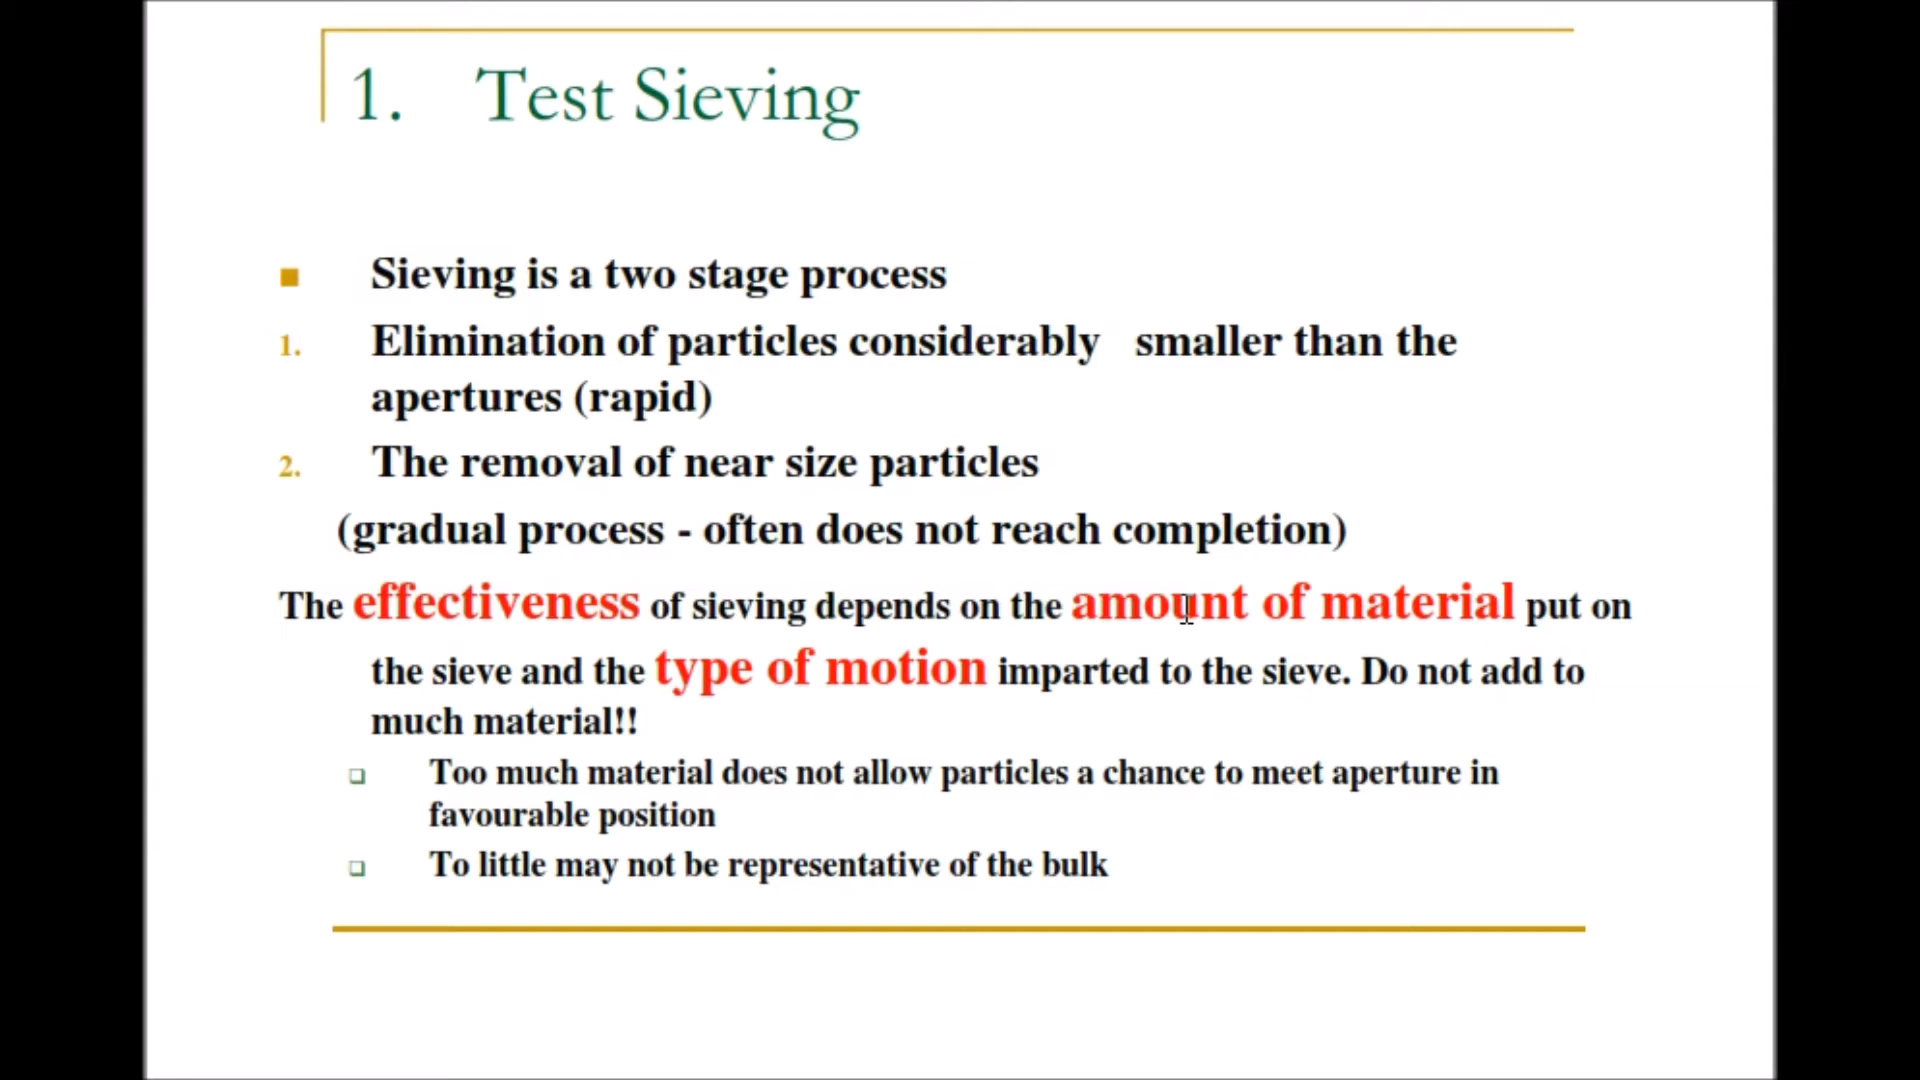 1. Test Sieving
Sieving is a two stage process
1. Elimination of particles considerably smaller than the
apertures (rapid)
2. The removal of near size particles
(gradual process - often does not reach completion)
The effectiveness of sieving depends on the amount of material put on
the sieve and the type of motion imparted to the sieve. Do not add to
much material!!
Too much material does not allow particles a chance to meet aperture in
favourable position
To little may not be representative of the bulk